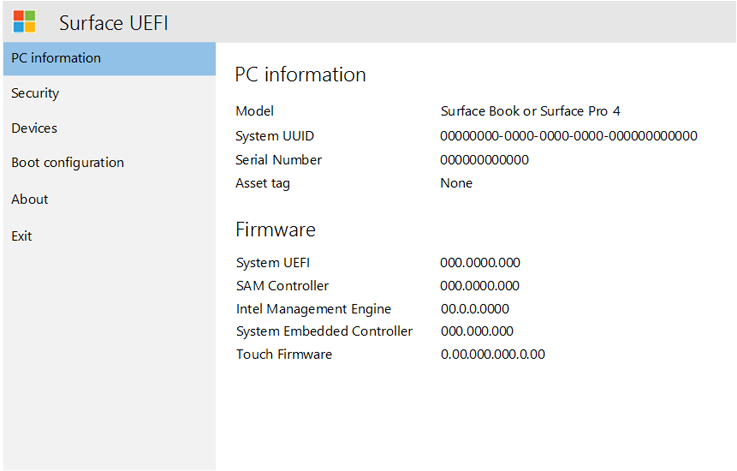 Surface UEFI
PC information
Security
Devices
Boot configuration
About
Exit
PC information
Model Surface Book or Surface Pro 4
System UUID 00000000-0000-0000-0000-000000000000
Serial Number 000000000000
Asset tag None
Firmware
System UEFI 000.0000.000
SAM Controller 000.0000.000
Intel Management Engine 00.0.0.0000
System Embedded Controller 000.000.000
Touch Firmware 0.00.000.000.0.00